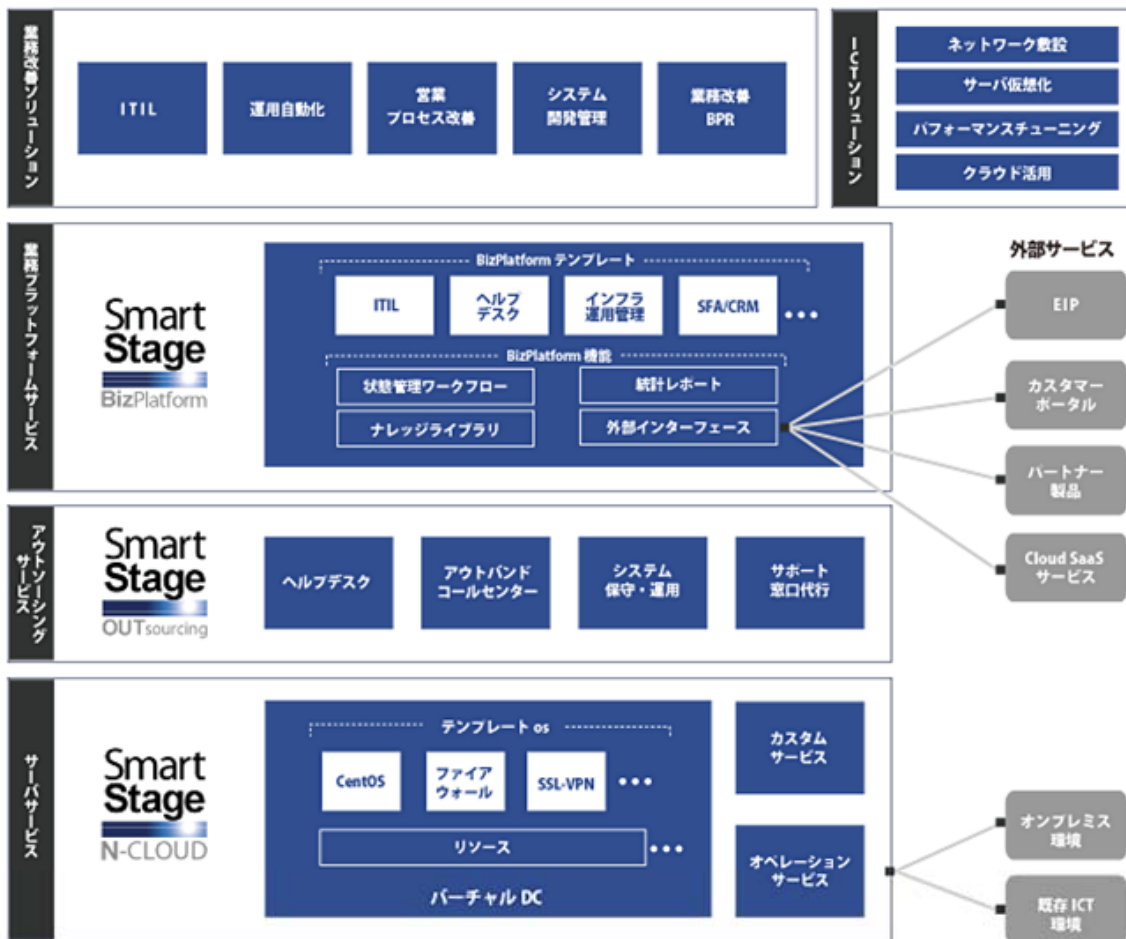 業務改善ソリューション
ITIL
運用自動化
営業
プロセス改善
システム
開発管理
業務改善
BPR
ICTソリューション
ネットワーク敷設
サーバ仮想化
パフォーマンスチューニング
クラウド活用
業務プラットフォームサービス
Smart
Stage
BizPlatform
BizPlatform テンプレート
ITIL
ヘルプ
デスク
インフラ
運用管理
SFA/CRM
•••
BizPlatform 機能
状態管理ワークフロー
統計レポート
ナレッジライブラリ
外部インターフェース
外部サービス
EIP
カスタマー
ポータル
パートナー
製品
Cloud SaaS
サービス
アウトソーシング
サービス
Smart
Stage
OUTsourcing
ヘルプデスク
アウトバンド
コールセンター
システム
保守・運用
サポート
窓口代行
サーバサービス
Smart
Stage
N-CLOUD
テンプレート os
CentOS
ファイア
ウォール
SSL-VPN
•••
リソース
•••
バーチャル DC
カスタム
サービス
オペレーション
サービス
オンプレミス
環境
既存 ICT
環境